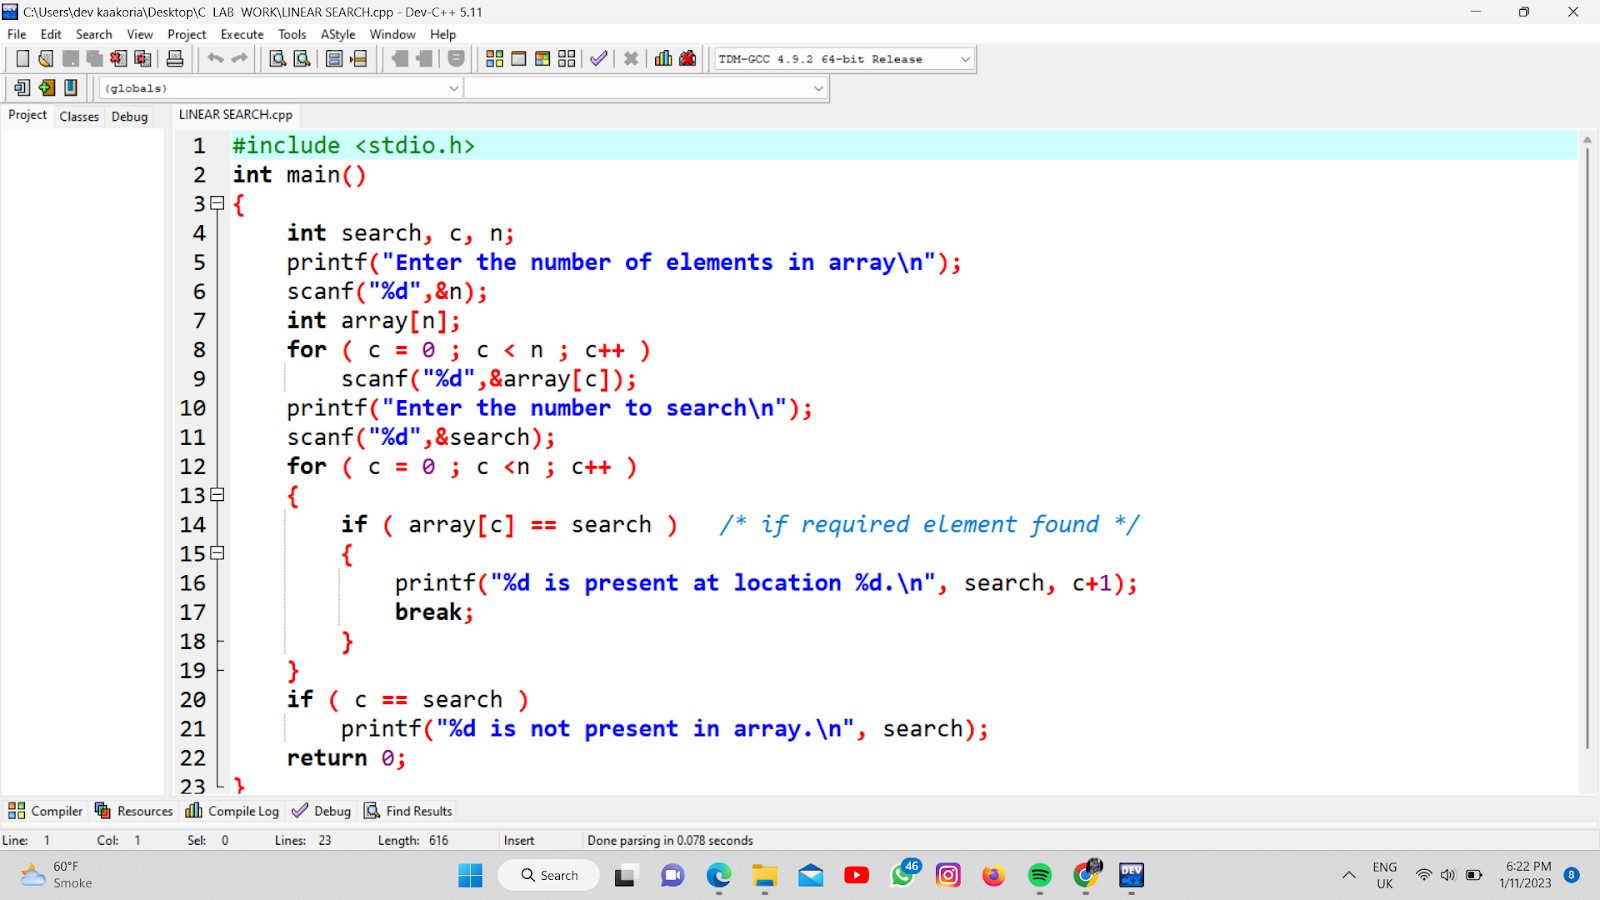 C:\Users\dev kaakoria\Desktop\C LAB WORK\LINEAR SEARCH.cpp - Dev-C++ 5.11
File Edit Search View Project Execute Tools AStyle Window Help
TDM-GCC 4.9.2 64-bit Release
(globals)
Project Classes Debug LINEAR SEARCH.cpp
1 #include <stdio.h>
2 int main()
3 {
4 int search, c, n;
5 printf("Enter the number of elements in array\n");
6 scanf("%d",&n);
7 int array[n];
8 for ( c = 0 ; c < n ; c++ )
9 scanf("%d",&array[c]);
10 printf("Enter the number to search\n");
11 scanf("%d",&search);
12 for ( c = 0 ; c <n ; c++ )
13 {
14 if ( array[c] == search ) /* if required element found */
15 {
16 printf("%d is present at location %d.\n", search, c+1);
17 break;
18 }
19 }
20 if ( c == search )
21 printf("%d is not present in array.\n", search);
22 return 0;
23 }
Compiler Resources Compile Log Debug Find Results
Line: 1 Col: 1 Sel: 0 Lines: 23 Length: 616 Insert Done parsing in 0.078 seconds
60°F
Smoke
Search
46
DEV
ENG
UK
6:22 PM
1/11/2023
8